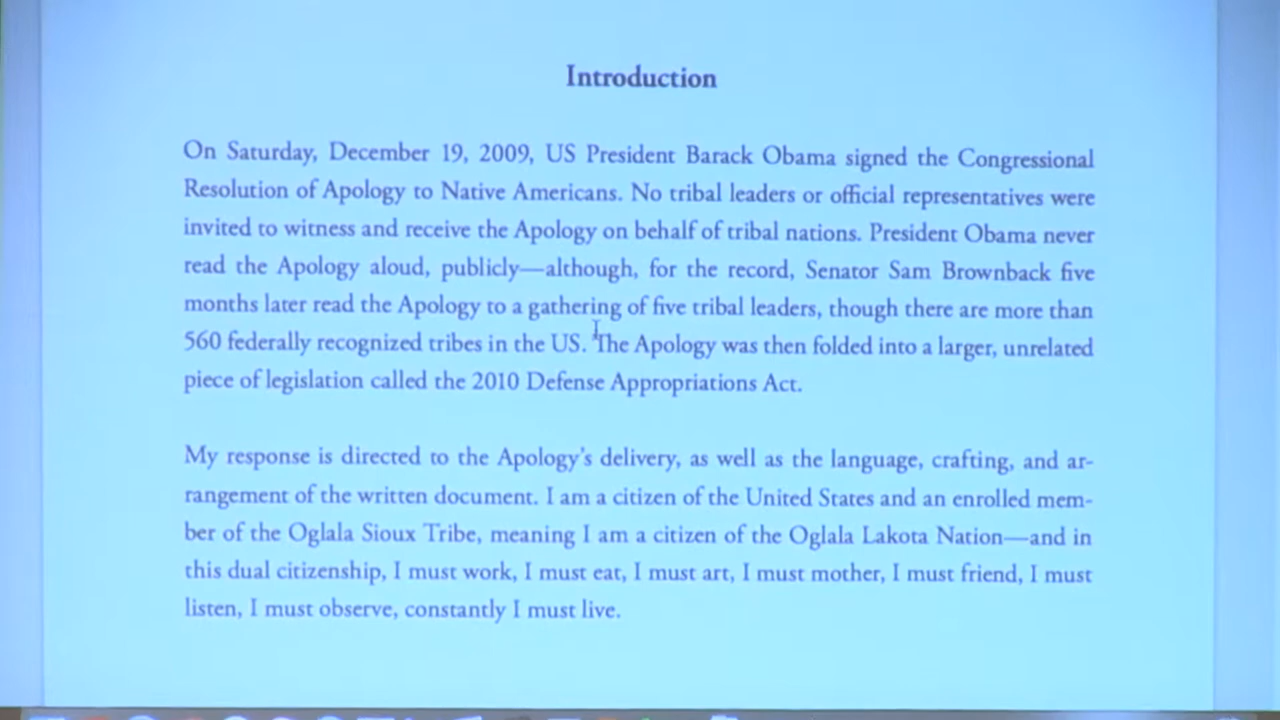 Introduction
On Saturday, December 19, 2009, US President Barack Obama signed the Congressional
Resolution of Apology to Native Americans. No tribal leaders or official representatives were
invited to witness and receive the Apology on behalf of tribal nations. President Obama never
read the Apology aloud, publicly—although, for the record, Senator Sam Brownback five
months later read the Apology to a gathering of five tribal leaders, though there are more than
560 federally recognized tribes in the US. The Apology was then folded into a larger, unrelated
piece of legislation called the 2010 Defense Appropriations Act.
My response is directed to the Apology's delivery, as well as the language, crafting, and ar-
rangement of the written document. I am a citizen of the United States and an enrolled mem-
ber of the Oglala Sioux Tribe, meaning I am a citizen of the Oglala Lakota Nation—and in
this dual citizenship, I must work, I must eat, I must art, I must mother, I must friend, I must
listen, I must observe, constantly I must live.